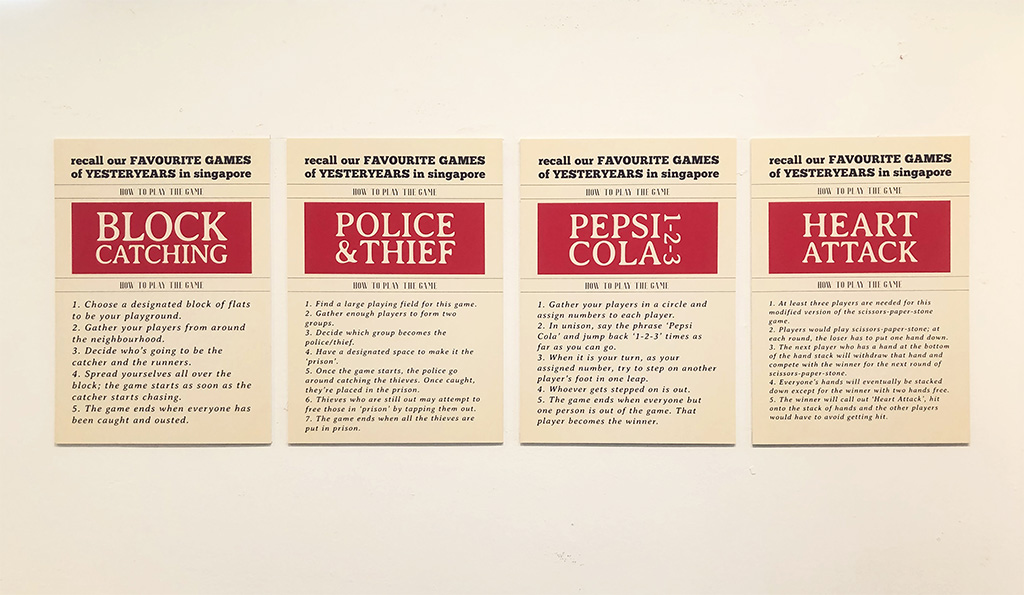 recall our FAVOURITE GAMES
of YESTERYEARS in singapore
HOW TO PLAY THE GAME
BLOCK
CATCHING
HOW TO PLAY THE GAME
1. Choose a designated block of flats
to be your playground.
2. Gather your players from around
the neighbourhood.
3. Decide who's going to be the
catcher and the runners.
4. Spread yourselves all over the
block; the game starts as soon as the
catcher starts chasing.
5. The game ends when everyone has
been caught and ousted.
recall our FAVOURITE GAMES
of YESTERYEARS in singapore
HOW TO PLAY THE GAME
POLICE
&THIEF
HOW TO PLAY THE GAME
1. Find a large playing field for this game.
2. Gather enough players to form two
groups.
3. Decide which group becomes the
police/thief.
4. Have a designated space to make it the
'prison'.
5. Once the game starts, the police go
around catching the thieves. Once caught,
they're placed in the prison.
6. Thieves who are still out may attempt to
free those in 'prison' by tapping them out.
7. The game ends when all the thieves are
put in prison.
recall our FAVOURITE GAMES
of YESTERYEARS in singapore
HOW TO PLAY THE GAME
PEPSI
COLA
1-2-3
HOW TO PLAY THE GAME
1. Gather your players in a circle and
assign numbers to each player.
2. In unison, say the phrase 'Pepsi
Cola' and jump back '1-2-3' times as
far as you can go.
3. When it is your turn, as your
assigned number, try to step on another
player's foot in one leap.
4. Whoever gets stepped on is out.
5. The game ends when everyone but
one person is out of the game. That
player becomes the winner.
recall our FAVOURITE GAMES
of YESTERYEARS in singapore
HOW TO PLAY THE GAME
HEART
ATTACK
HOW TO PLAY THE GAME
1. At least three players are needed for this
modified version of the scissors-paper-stone
game.
2. Players would play scissors-paper-stone; at
each round, the loser has to put one hand down.
3. The next player who has a hand at the bottom
of the hand stack will withdraw that hand and
compete with the winner for the next round of
scissors-paper-stone.
4. Everyone's hands will eventually be stacked
down except for the winner with two hands free.
5. The winner will call out 'Heart Attack', hit
onto the stack of hands and the other players
would have to avoid getting hit.